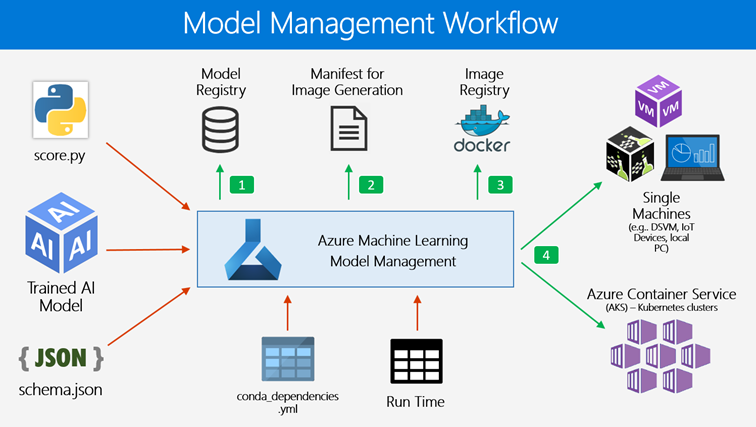 Model Management Workflow
Model
Registry
Manifest for
Image Generation
Image
Registry
docker
VM
VM
VM
score.py
1
2
3
Single
Machines
(e.g.. DSVM, IoT
Devices, local
PC)
AI
AI
AI
Azure Machine Learning
Model Management
4
Trained AI
Model
Azure Container Service
(AKS) – Kubernetes clusters
{ JSON }
schema.json
conda_dependencies
.yml
Run Time